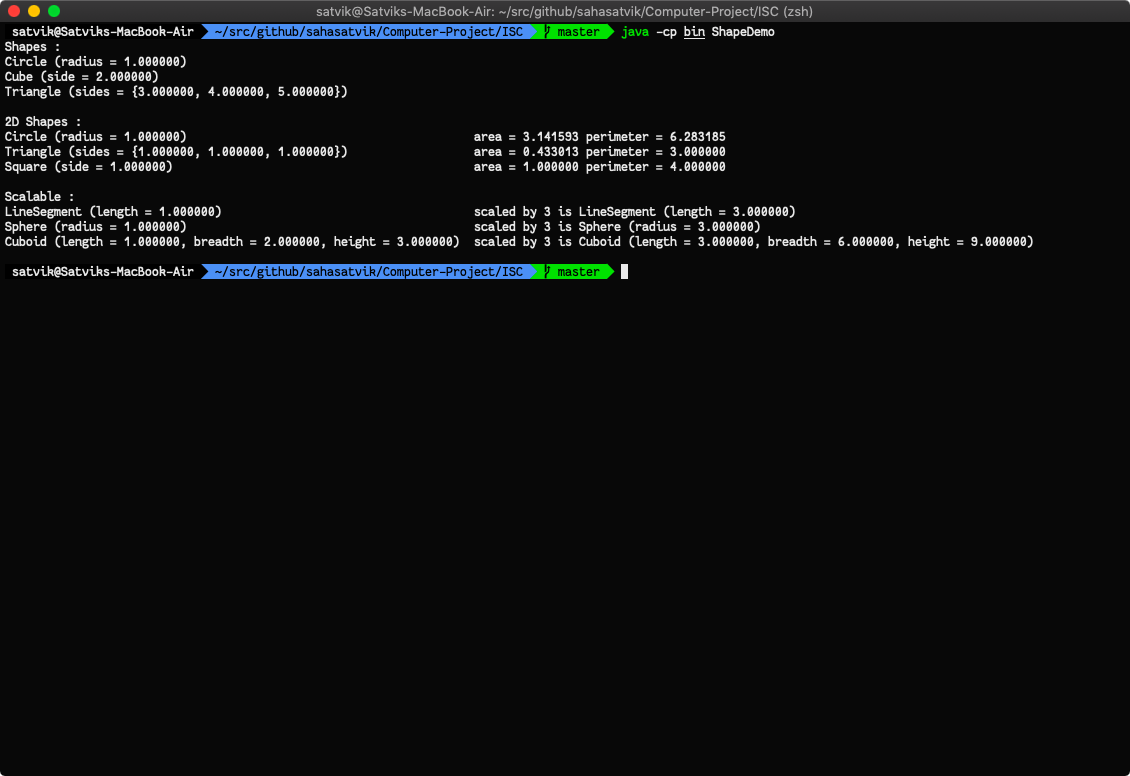 satvik@Satviks-MacBook-Air: ~/src/github/sahasatvik/Computer-Project/ISC (zsh)
satvik@Satviks-MacBook-Air ~/src/github/sahasatvik/Computer-Project/ISC master java -cp bin ShapeDemo
Shapes :
Circle (radius = 1.000000)
Cube (side = 2.000000)
Triangle (sides = {3.000000, 4.000000, 5.000000})
2D Shapes :
Circle (radius = 1.000000) area = 3.141593 perimeter = 6.283185
Triangle (sides = {1.000000, 1.000000, 1.000000}) area = 0.433013 perimeter = 3.000000
Square (side = 1.000000) area = 1.000000 perimeter = 4.000000
Scalable :
LineSegment (length = 1.000000) scaled by 3 is LineSegment (length = 3.000000)
Sphere (radius = 1.000000) scaled by 3 is Sphere (radius = 3.000000)
Cuboid (length = 1.000000, breadth = 2.000000, height = 3.000000) scaled by 3 is Cuboid (length = 3.000000, breadth = 6.000000, height = 9.000000)
satvik@Satviks-MacBook-Air ~/src/github/sahasatvik/Computer-Project/ISC master